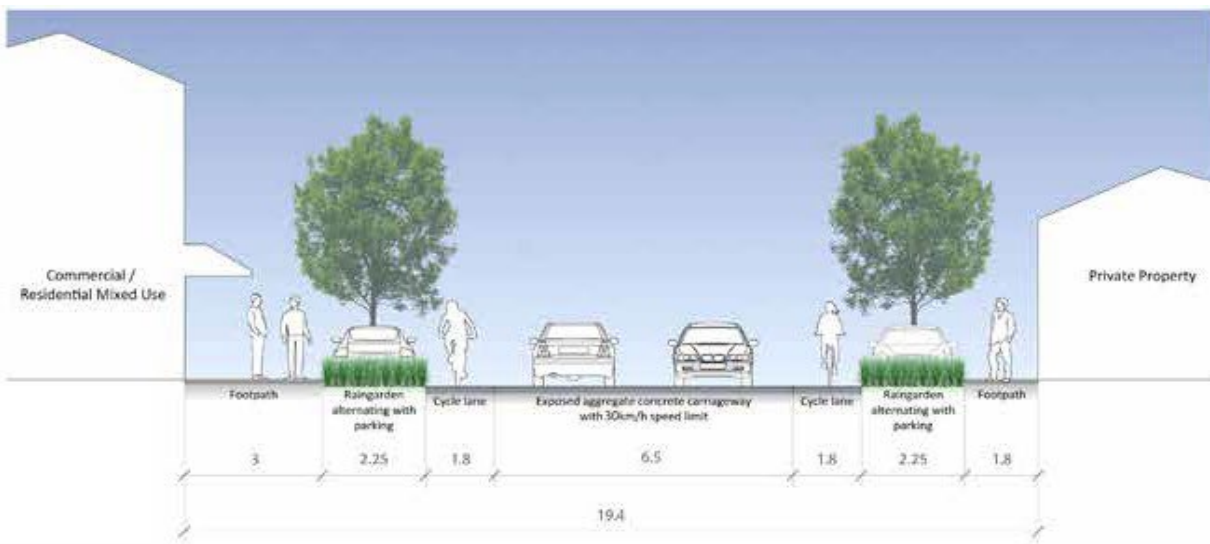 Commercial /
Residential Mixed Use
Private Property
Footpath
Raingarden
alternating with
parking
Cycle lane
Exposed aggregate concrete carriageway
with 30km/h speed limit
Cycle lane
Raingarden
alternating with
parking
Footpath
3
2.25
1.8
6.5
1.8
2.25
1.8
19.4